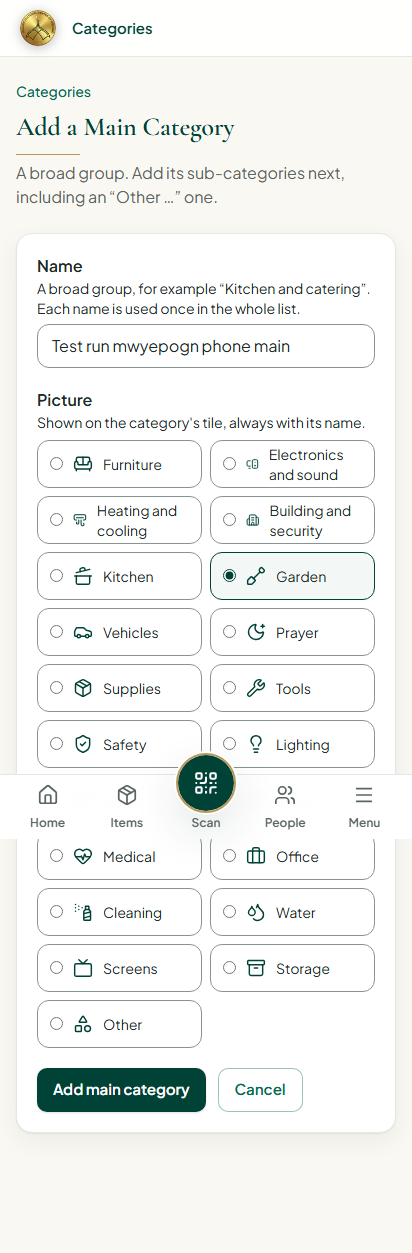 Categories
Categories
Add a Main Category
A broad group. Add its sub-categories next,
including an “Other ...” one.
Name
A broad group, for example “Kitchen and catering”.
Each name is used once in the whole list.
Test run mwyepogn phone main
Picture
Shown on the category's tile, always with its name.
Furniture
Electronics
and sound
Heating and
cooling
Building and
security
Kitchen
Garden
Vehicles
Prayer
Supplies
Tools
Safety
Lighting
Home
Items
Scan
People
Menu
Medical
Office
Cleaning
Water
Screens
Storage
Other
Add main category
Cancel